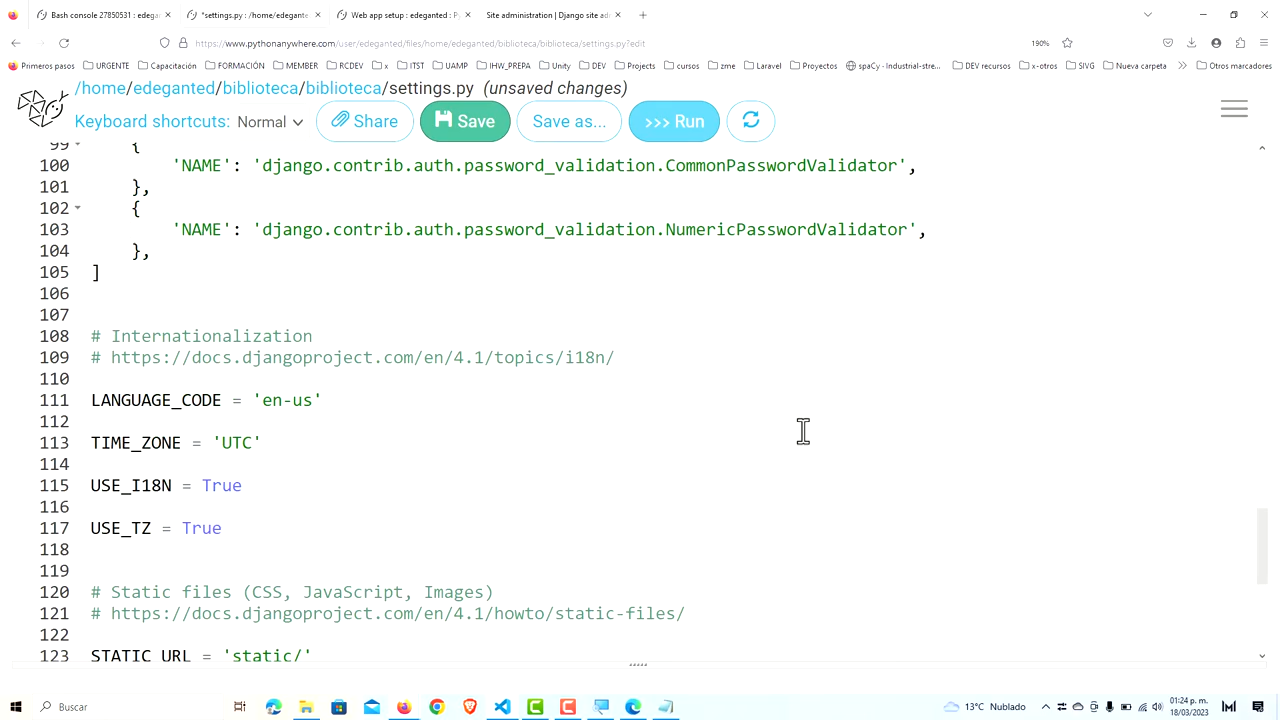 Bash console 27850531 : edegan
*settings.py : /home/edegante
Web app setup : edeganted : P
Site administration | Django site adm
https://www.pythonanywhere.com/user/edeganted/files/home/edeganted/biblioteca/biblioteca/settings.py?edit
190%
Primeros pasos URGENTE Capacitación FORMACIÓN MEMBER RCDEV x ITST UAMP IHW_PREPA Unity DEV Projects cursos zme Laravel Proyectos spaCy · Industrial-stre... DEV recursos x-otros SIVG Nueva carpeta Otros marcadores
/home/edeganted/biblioteca/biblioteca/settings.py (unsaved changes)
Keyboard shortcuts: Normal Share Save Save as... >>> Run
99 {
100 'NAME': 'django.contrib.auth.password_validation.CommonPasswordValidator',
101 },
102 {
103 'NAME': 'django.contrib.auth.password_validation.NumericPasswordValidator',
104 },
105 ]
106
107
108 # Internationalization
109 # https://docs.djangoproject.com/en/4.1/topics/i18n/
110
111 LANGUAGE_CODE = 'en-us'
112
113 TIME_ZONE = 'UTC'
114
115 USE_I18N = True
116
117 USE_TZ = True
118
119
120 # Static files (CSS, JavaScript, Images)
121 # https://docs.djangoproject.com/en/4.1/howto/static-files/
122
123 STATIC_URL = 'static/'
Buscar
13°C Nublado
01:24 p.m.
18/03/2023